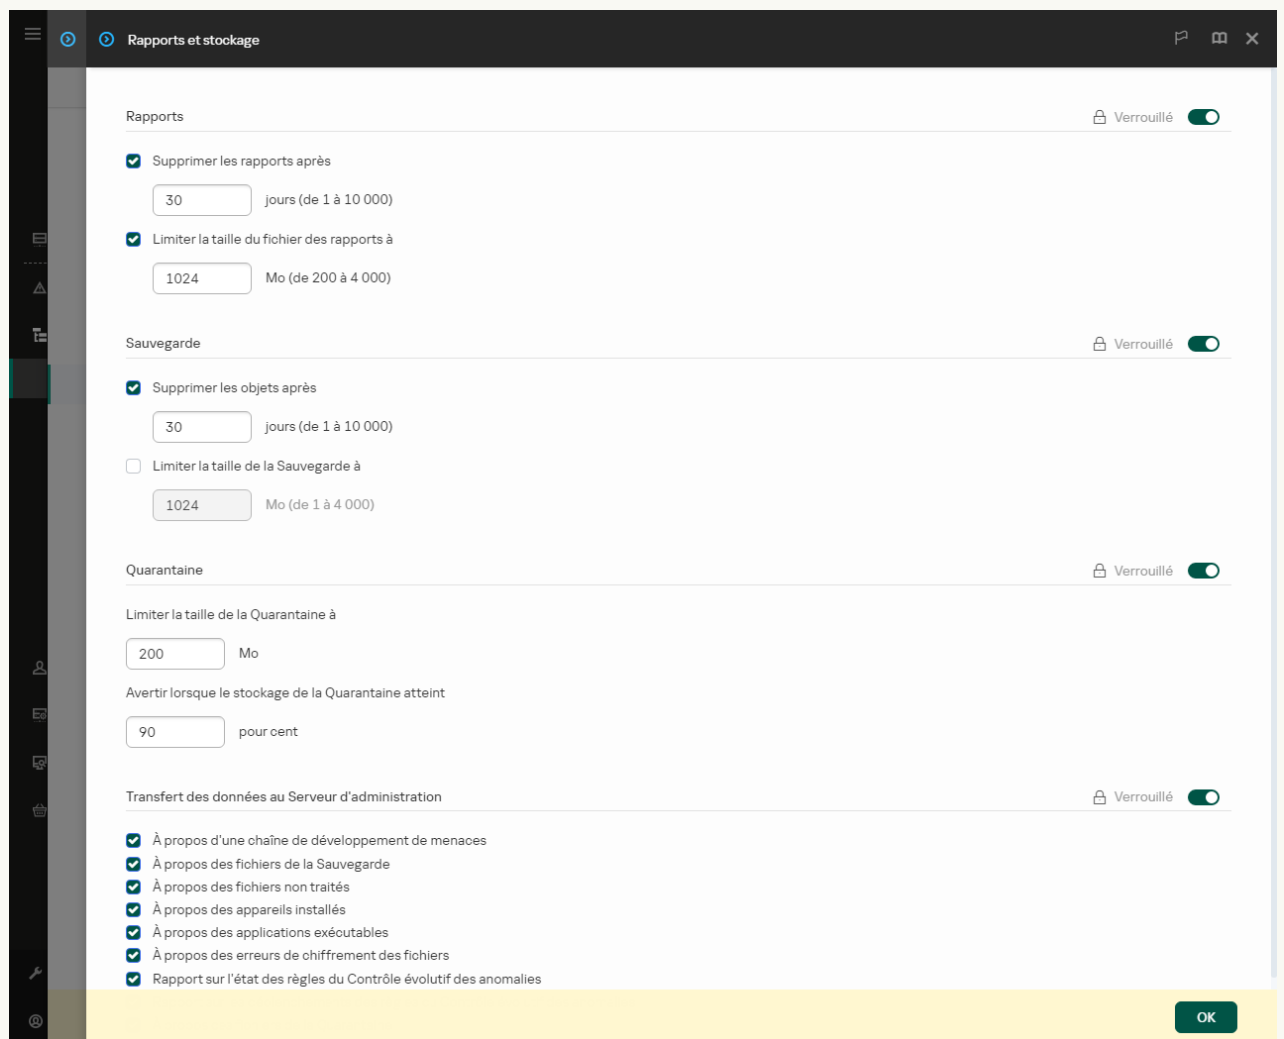 Rapports et stockage
Rapports
Verrouillé
Supprimer les rapports après
30 jours (de 1 à 10 000)
Limiter la taille du fichier des rapports à
1024 Mo (de 200 à 4 000)
Sauvegarde
Verrouillé
Supprimer les objets après
30 jours (de 1 à 10 000)
Limiter la taille de la Sauvegarde à
1024 Mo (de 1 à 4 000)
Quarantaine
Verrouillé
Limiter la taille de la Quarantaine à
200 Mo
Avertir lorsque le stockage de la Quarantaine atteint
90 pour cent
Transfert des données au Serveur d'administration
Verrouillé
À propos d'une chaîne de développement de menaces
À propos des fichiers de la Sauvegarde
À propos des fichiers non traités
À propos des appareils installés
À propos des applications exécutables
À propos des erreurs de chiffrement des fichiers
Rapport sur l'état des règles du Contrôle évolutif des anomalies
OK